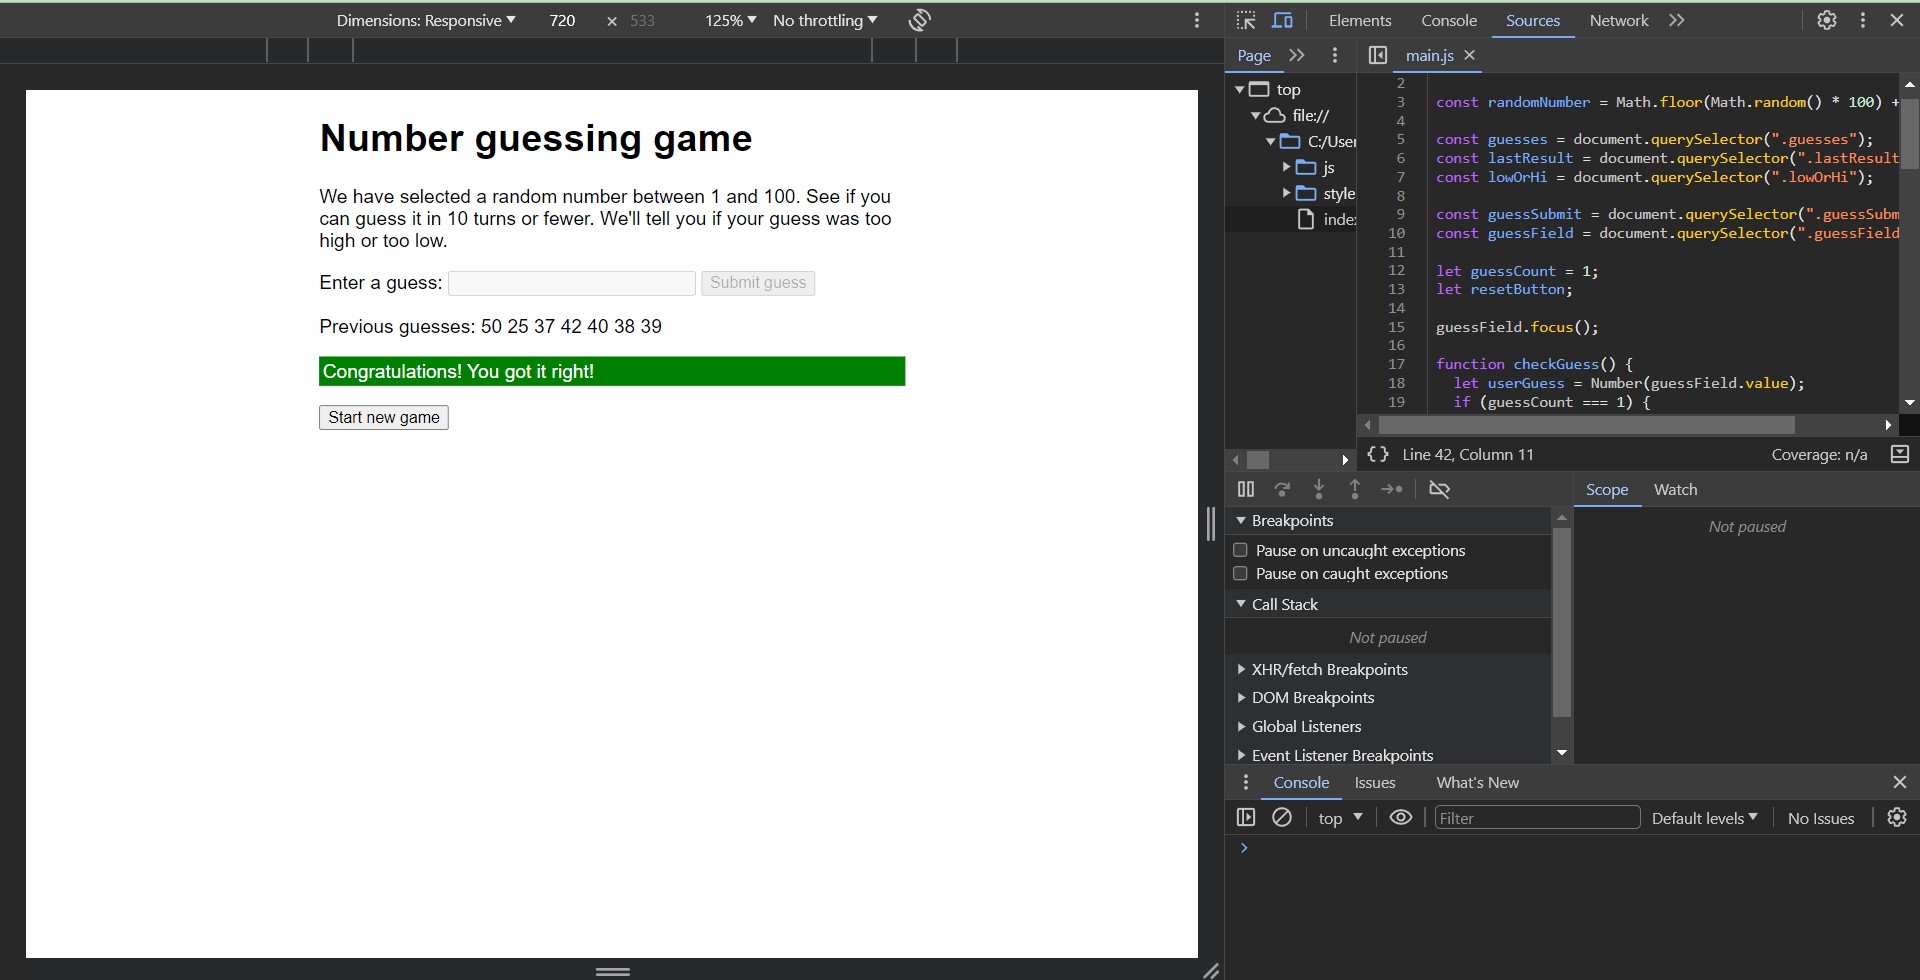 Dimensions: Responsive 720 × 533 125% No throttling
Elements Console Sources Network
Number guessing game
We have selected a random number between 1 and 100. See if you
can guess it in 10 turns or fewer. We'll tell you if your guess was too
high or too low.
Enter a guess: Submit guess
Previous guesses: 50 25 37 42 40 38 39
Congratulations! You got it right!
Start new game
Page
top
file://
C:/User
js
style
index
main.js
2
3 const randomNumber = Math.floor(Math.random() * 100) +
4
5 const guesses = document.querySelector(".guesses");
6 const lastResult = document.querySelector(".lastResult
7 const lowOrHi = document.querySelector(".lowOrHi");
8
9 const guessSubmit = document.querySelector(".guessSubm
10 const guessField = document.querySelector(".guessField
11
12 let guessCount = 1;
13 let resetButton;
14
15 guessField.focus();
16
17 function checkGuess() {
18 let userGuess = Number(guessField.value);
19 if (guessCount === 1) {
{} Line 42, Column 11 Coverage: n/a
Breakpoints
Pause on uncaught exceptions
Pause on caught exceptions
Call Stack
Not paused
XHR/fetch Breakpoints
DOM Breakpoints
Global Listeners
Event Listener Breakpoints
Scope Watch
Not paused
Console Issues What's New
top Filter Default levels No Issues